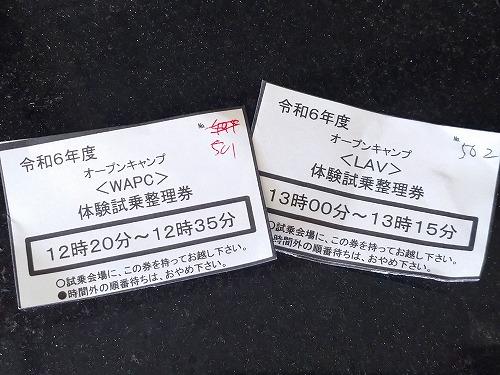 No.
501
令和6年度
オープンキャンプ
<WAPC>
体験試乗整理券
12時20分~12時35分
○試乗会場に、この券を持ってお越し下さい。
●時間外の順番待ちは、おやめ下さい。
No.
502
令和6年度
オープンキャンプ
<LAV>
体験試乗整理券
13時00分~13時15分
○試乗会場に、この券を持ってお越し下さい。
時間外の順番待ちは、おやめ下さい。